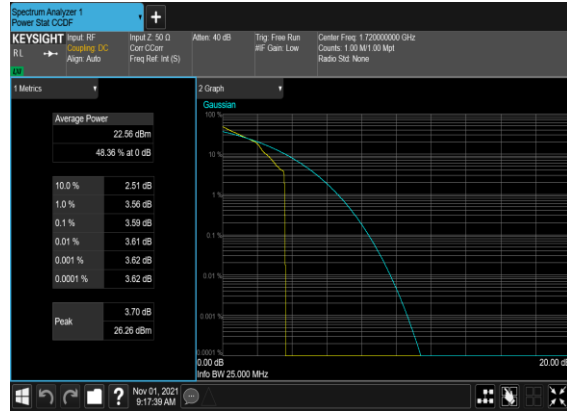 Spectrum Analyzer 1
Power Stat CCDF
+
KEYSIGHT
RL
Input: RF
Coupling: DC
Align: Auto
Input Z: 50 Ω
Corr CCorr
Freq Ref: Int (S)
Atten: 40 dB
Trig: Free Run
#IF Gain: Low
Center Freq: 1.720000000 GHz
Counts: 1.00 M/1.00 Mpt
Radio Std: None
1 Metrics
Average Power
22.56 dBm
48.36 % at 0 dB
10.0 % 2.51 dB
1.0 % 3.56 dB
0.1 % 3.59 dB
0.01 % 3.61 dB
0.001 % 3.62 dB
0.0001 % 3.62 dB
Peak
3.70 dB
26.26 dBm
2 Graph
Gaussian
100 %
10 %
1 %
0.1 %
0.01 %
0.001 %
0.0001 %
0.00 dB
20.00 dB
Info BW 25.000 MHz
?
Nov 01, 2021
9:17:39 AM